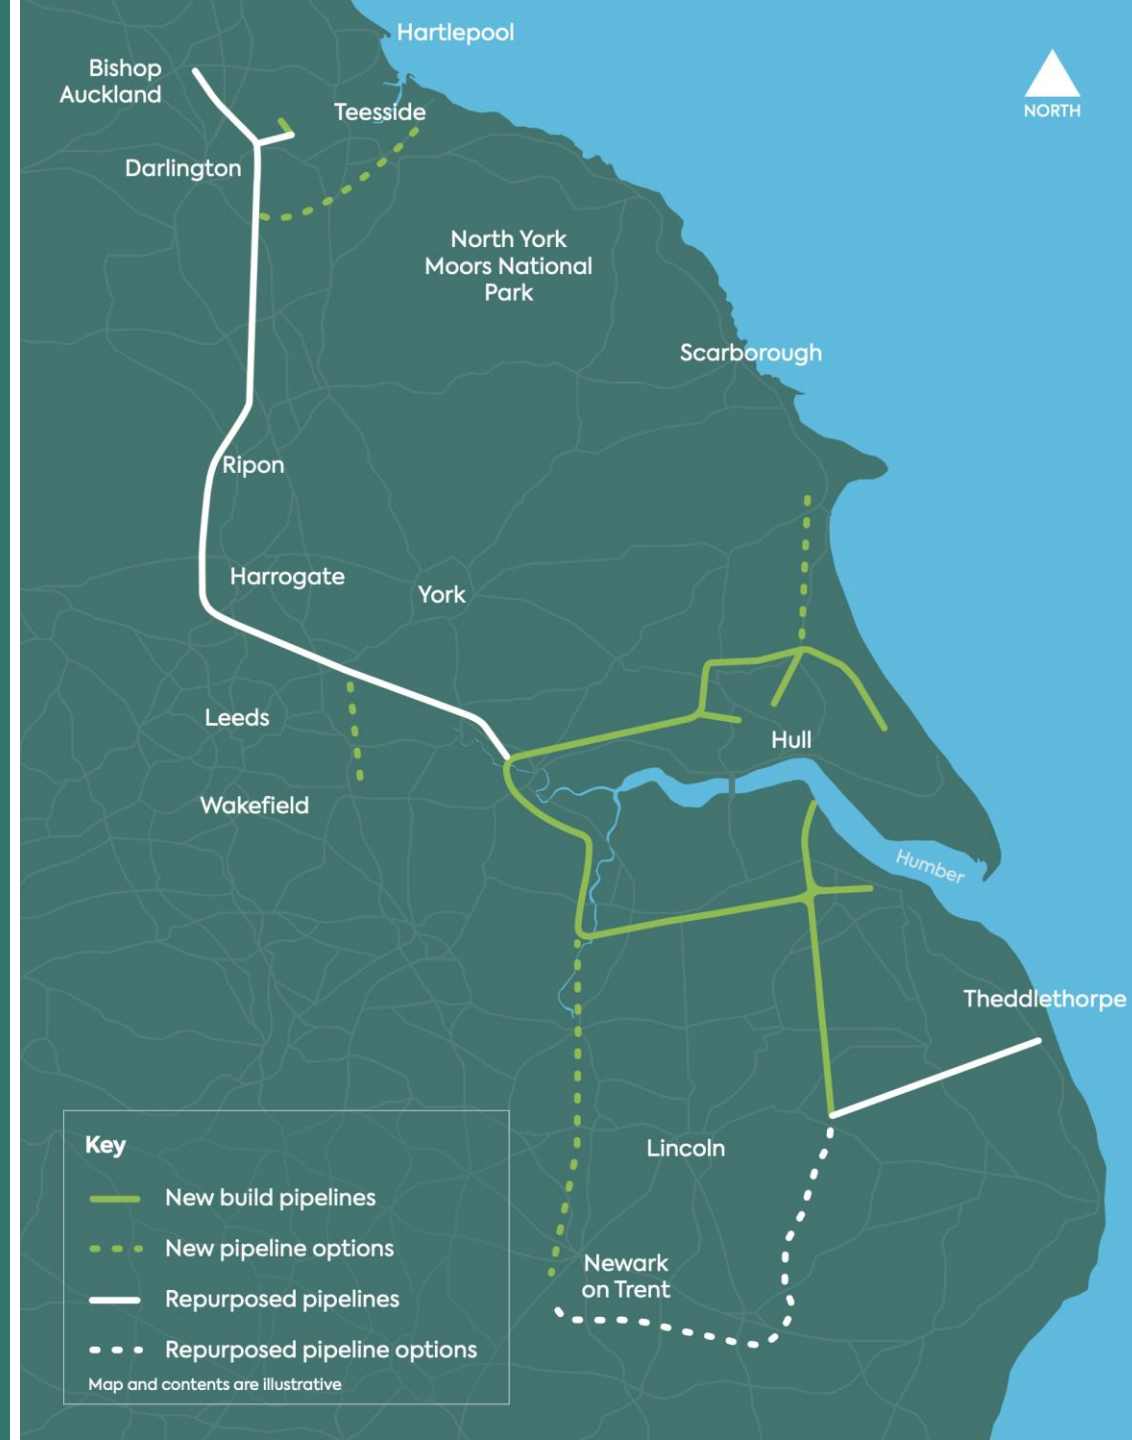 Hartlepool
Bishop
Auckland
NORTH
Teesside
Darlington
North York
Moors National
Park
Scarborough
Ripon
Harrogate
York
Leeds
Hull
Wakefield
Humber
Theddlethorpe
Lincoln
Newark
on Trent
Key
New build pipelines
New pipeline options
Repurposed pipelines
Repurposed pipeline options
Map and contents are illustrative